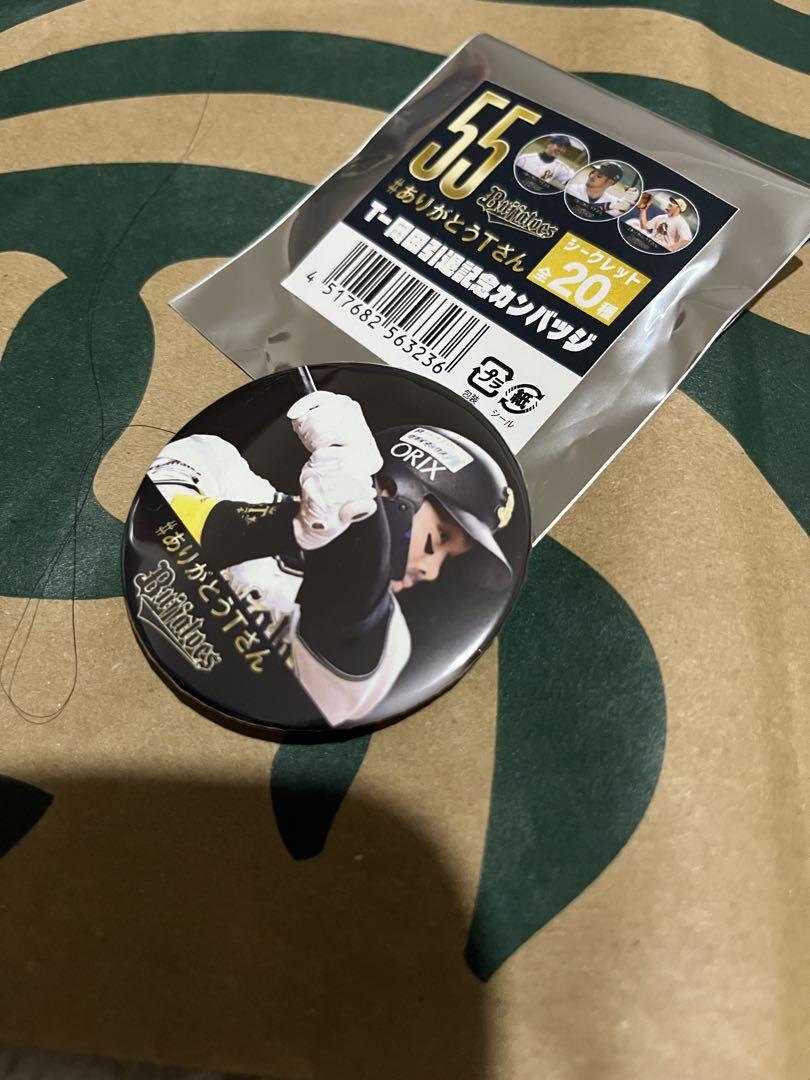 55
Buffaloes
#ありがとうTさん
T-岡田引退記念カンバッジ
シークレット
全20種
4 517682 563236
プラ
紙
包装
シール
ORIX
#ありがとうTさん
Buffaloes